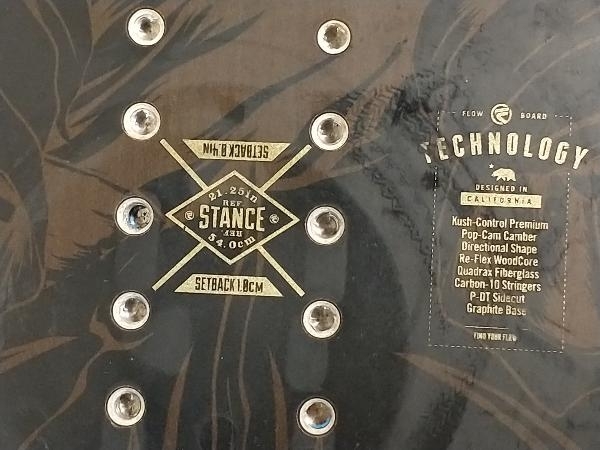 SETBACK 0.4IN
21.25in
REF.
STANCE
REF.
54.0cm
SETBACK 1.0CM
FLOW BOARD
TECHNOLOGY
DESIGNED IN
CALIFORNIA
Kush-Control Premium
Pop-Cam Camber
Directional Shape
Re-Flex WoodCore
Quadrax Fiberglass
Carbon-10 Stringers
P-DT Sidecut
Graphite Base
FIND YOUR FLOW